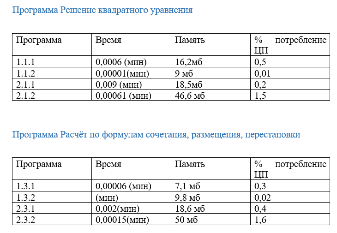 Программа Решение квадратного уравнения
Программа Время Память % потребление ЦП
1.1.1 0,0006 (мин) 16,2мб 0,5
1.1.2 0,00001(мин) 9 мб 0,01
2.1.1 0,009 (мин) 18,5мб 0,2
2.1.2 0,00061 (мин) 46,6 мб 1,5
Программа Расчёт по формулам сочетания, размещения, перестановки
Программа Время Память % потребление ЦП
1.3.1 0,00006 (мин) 7,1 мб 0,3
1.3.2 (мин) 9,8 мб 0,02
2.3.1 0,002(мин) 18,6 мб 0,4
2.3.2 0,00015(мин) 50 мб 1,6